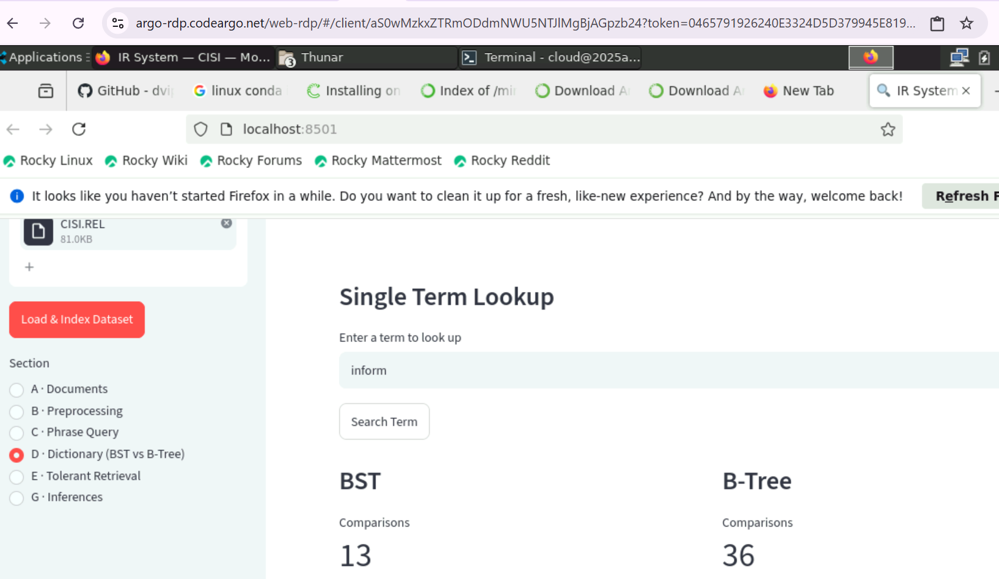 argo-rdp.codeargo.net/web-rdp/#/client/aS0wMzkxZTRmODdmNWU5NTJlMgBjAGpzb24?token=0465791926240E3324D5D379945E819...
Applications IR System — CISI — Mo... 3 Thunar Terminal - cloud@2025a...
GitHub - dvi linux conda Installing on Index of /mi Download A Download A New Tab IR System
localhost:8501
Rocky Linux Rocky Wiki Rocky Forums Rocky Mattermost Rocky Reddit
It looks like you haven't started Firefox in a while. Do you want to clean it up for a fresh, like-new experience? And by the way, welcome back! Refresh F
CISI.REL
81.0KB
Load & Index Dataset
Section
A · Documents
B · Preprocessing
C · Phrase Query
D · Dictionary (BST vs B-Tree)
E · Tolerant Retrieval
G · Inferences
Single Term Lookup
Enter a term to look up
inform
Search Term
BST
Comparisons
13
B-Tree
Comparisons
36